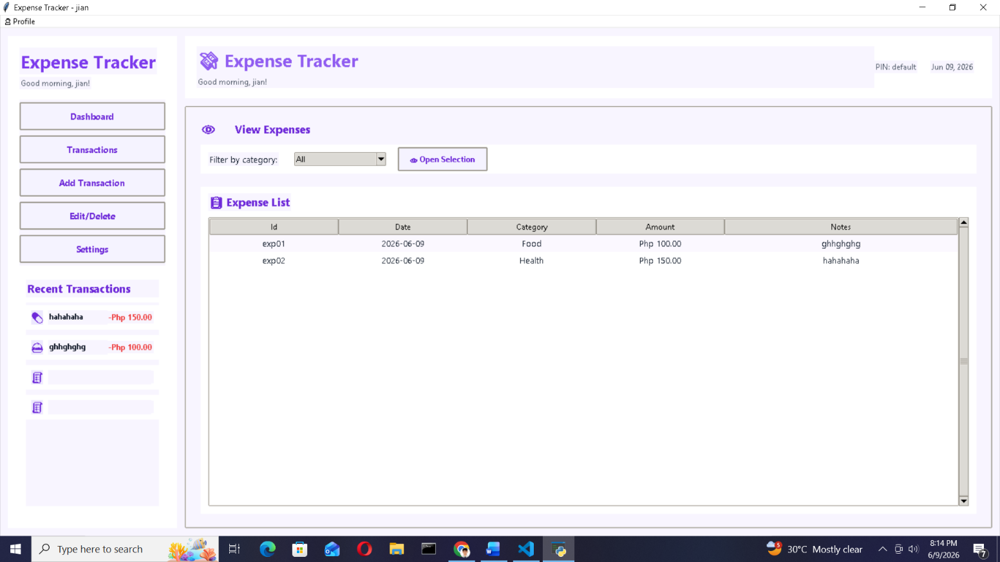 Expense Tracker - jian
Profile
Expense Tracker
Good morning, jian!
Dashboard
Transactions
Add Transaction
Edit/Delete
Settings
Recent Transactions
hahahaha -Php 150.00
ghhghghg -Php 100.00
Expense Tracker
Good morning, jian!
PIN: default Jun 09, 2026
View Expenses
Filter by category: All Open Selection
Expense List
Id Date Category Amount Notes
exp01 2026-06-09 Food Php 100.00 ghhghghg
exp02 2026-06-09 Health Php 150.00 hahahaha
Type here to search
5
30°C Mostly clear
8:14 PM
6/9/2026
7